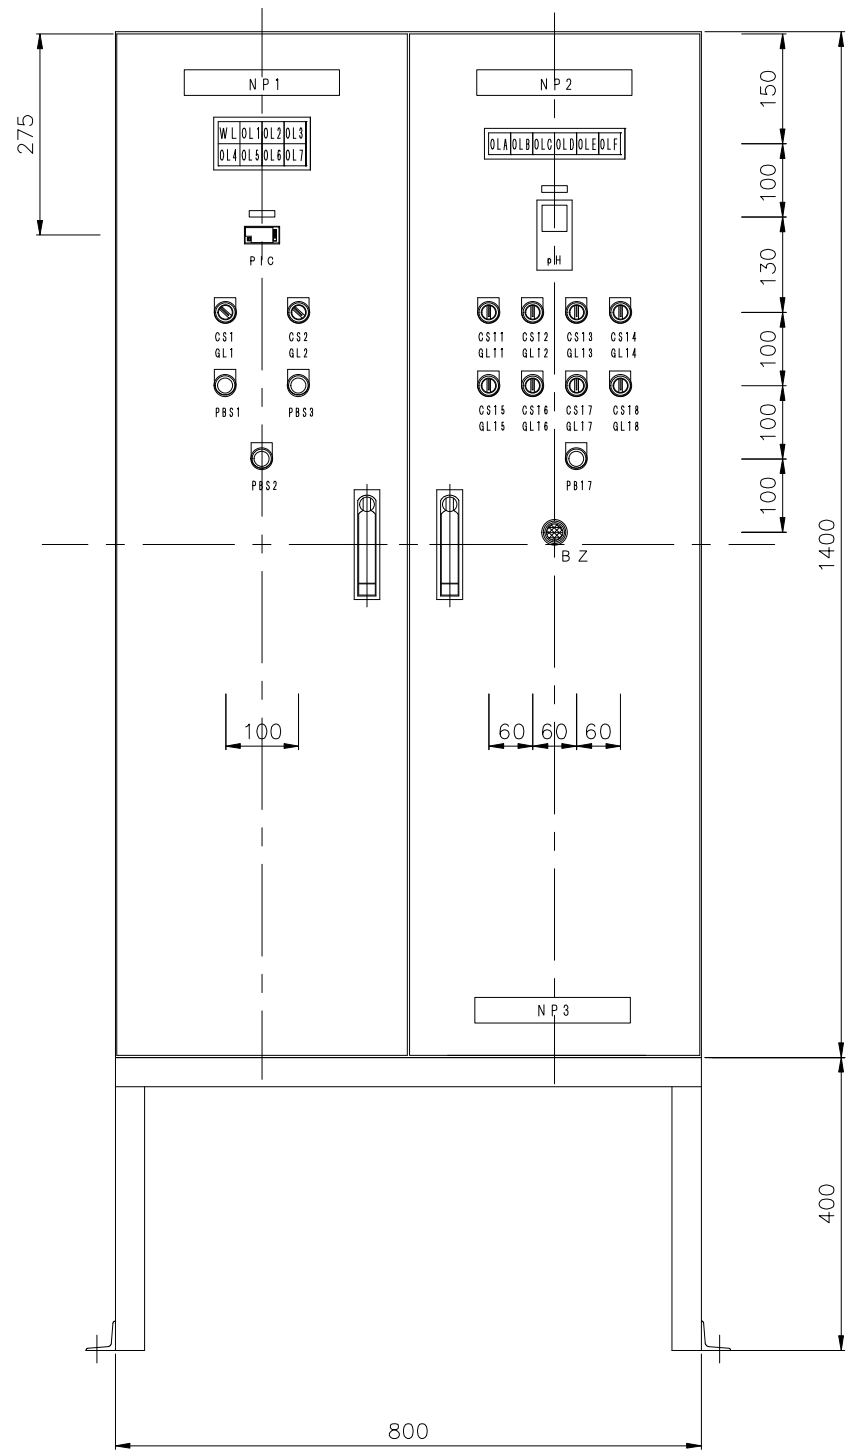 NP1
NP2
150
275
WL OL1 OL2 OL3
OL4 OL5 OL6 OL7
OLA OLB OLC OLD OLE OLF
100
PIC
pH
130
CS1 CS2
GL1 GL2
CS11 CS12 CS13 CS14
GL11 GL12 GL13 GL14
100
PBS1 PBS3
CS15 CS16 CS17 CS18
GL15 GL16 GL17 GL18
100
PBS2
PB17
100
BZ
1400
100
60 60 60
NP3
400
800